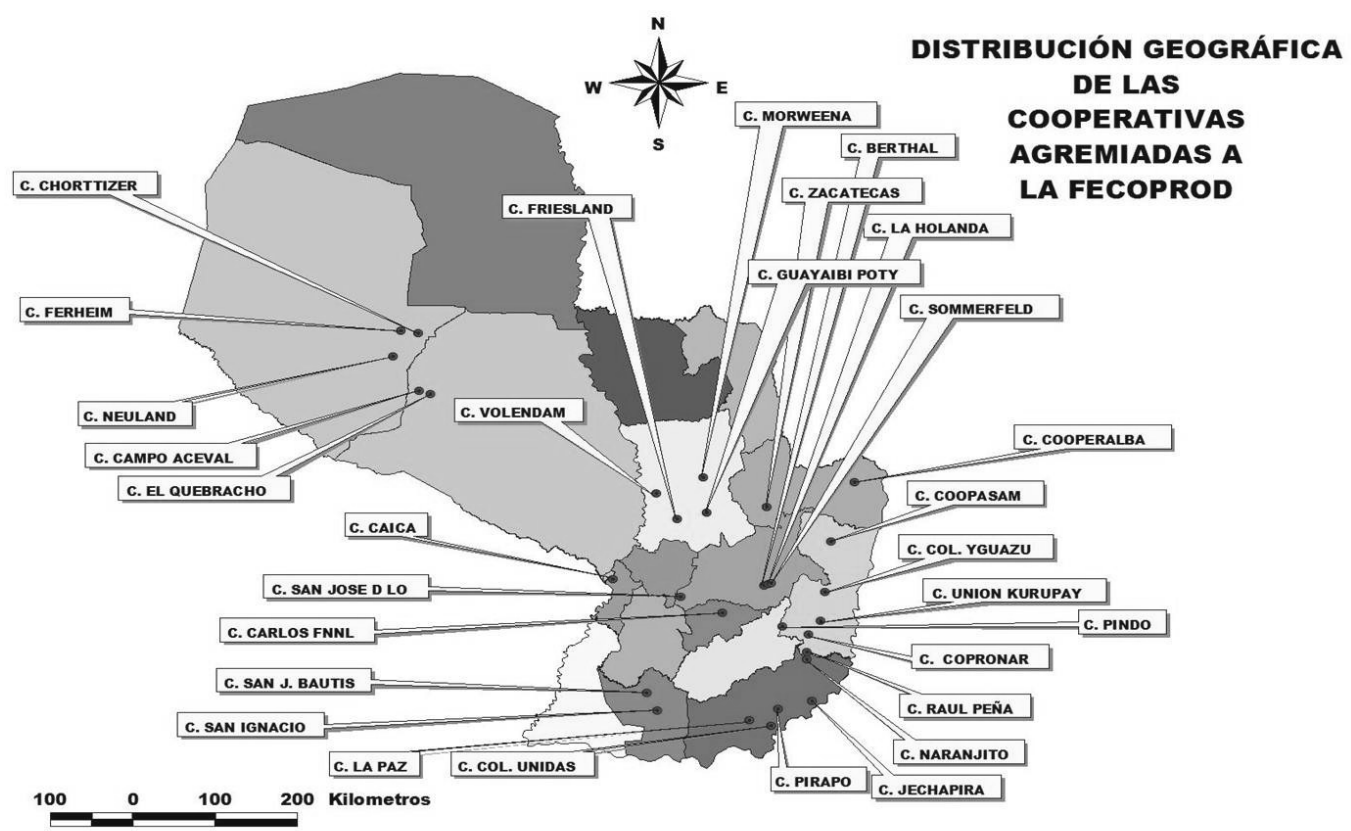 DISTRIBUCIÓN GEOGRÁFICA
DE LAS
COOPERATIVAS
AGREMIADAS A
LA FECOPROD
N
W
E
S
C. MORWEENA
C. BERTHAL
C. CHORTTIZER
C. ZACATECAS
C. FRIESLAND
C. LA HOLANDA
C. GUAYAIBI POTY
C. FERHEIM
C. SOMMERFELD
C. NEULAND
C. VOLENDAM
C. COOPERALBA
C. CAMPO ACEVAL
C. EL QUEBRACHO
C. COOPASAM
C. CAICA
C. COL. YGUAZU
C. SAN JOSE D LO
C. UNION KURUPAY
C. CARLOS FNNL
C. PINDO
C. COPRONAR
C. SAN J. BAUTIS
C. RAUL PEÑA
C. SAN IGNACIO
C. NARANJITO
C. LA PAZ
C. COL. UNIDAS
C. PIRAPO
C. JECHAPIRA
100 0 100 200 Kilometros